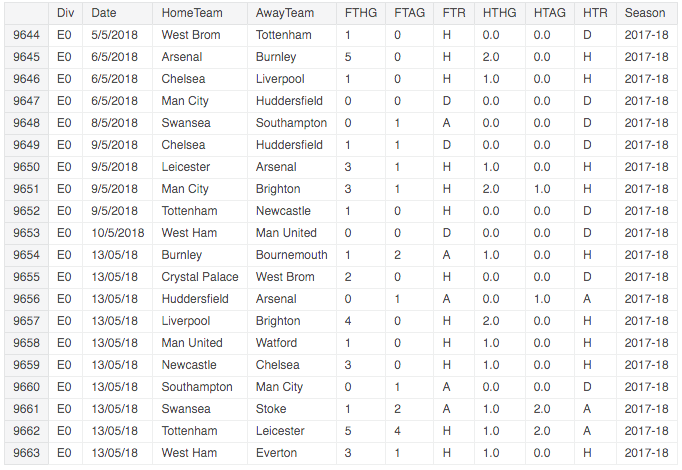 Div Date HomeTeam AwayTeam FTHG FTAG FTR HTHG HTAG HTR Season
9644 E0 5/5/2018 West Brom Tottenham 1 0 H 0.0 0.0 D 2017-18
9645 E0 6/5/2018 Arsenal Burnley 5 0 H 2.0 0.0 H 2017-18
9646 E0 6/5/2018 Chelsea Liverpool 1 0 H 1.0 0.0 H 2017-18
9647 E0 6/5/2018 Man City Huddersfield 0 0 D 0.0 0.0 D 2017-18
9648 E0 8/5/2018 Swansea Southampton 0 1 A 0.0 0.0 D 2017-18
9649 E0 9/5/2018 Chelsea Huddersfield 1 1 D 0.0 0.0 D 2017-18
9650 E0 9/5/2018 Leicester Arsenal 3 1 H 1.0 0.0 H 2017-18
9651 E0 9/5/2018 Man City Brighton 3 1 H 2.0 1.0 H 2017-18
9652 E0 9/5/2018 Tottenham Newcastle 1 0 H 0.0 0.0 D 2017-18
9653 E0 10/5/2018 West Ham Man United 0 0 D 0.0 0.0 D 2017-18
9654 E0 13/05/18 Burnley Bournemouth 1 2 A 1.0 0.0 H 2017-18
9655 E0 13/05/18 Crystal Palace West Brom 2 0 H 0.0 0.0 D 2017-18
9656 E0 13/05/18 Huddersfield Arsenal 0 1 A 0.0 1.0 A 2017-18
9657 E0 13/05/18 Liverpool Brighton 4 0 H 2.0 0.0 H 2017-18
9658 E0 13/05/18 Man United Watford 1 0 H 1.0 0.0 H 2017-18
9659 E0 13/05/18 Newcastle Chelsea 3 0 H 1.0 0.0 H 2017-18
9660 E0 13/05/18 Southampton Man City 0 1 A 0.0 0.0 D 2017-18
9661 E0 13/05/18 Swansea Stoke 1 2 A 1.0 2.0 A 2017-18
9662 E0 13/05/18 Tottenham Leicester 5 4 H 1.0 2.0 A 2017-18
9663 E0 13/05/18 West Ham Everton 3 1 H 1.0 0.0 H 2017-18